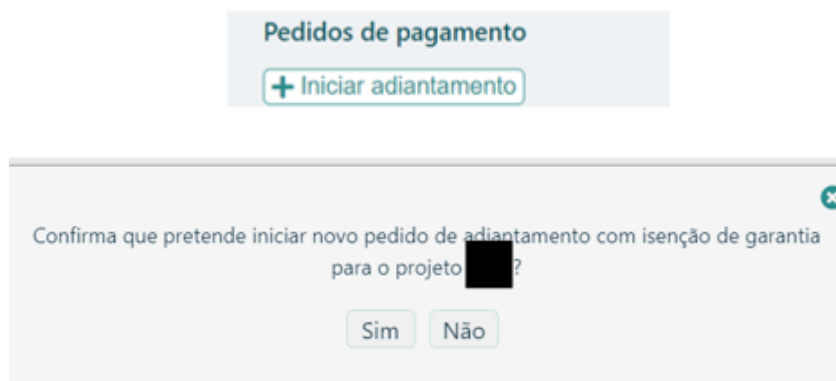 Pedidos de pagamento
+ Iniciar adiantamento
Confirma que pretende iniciar novo pedido de adiantamento com isenção de garantia
para o projeto ?
Sim Não